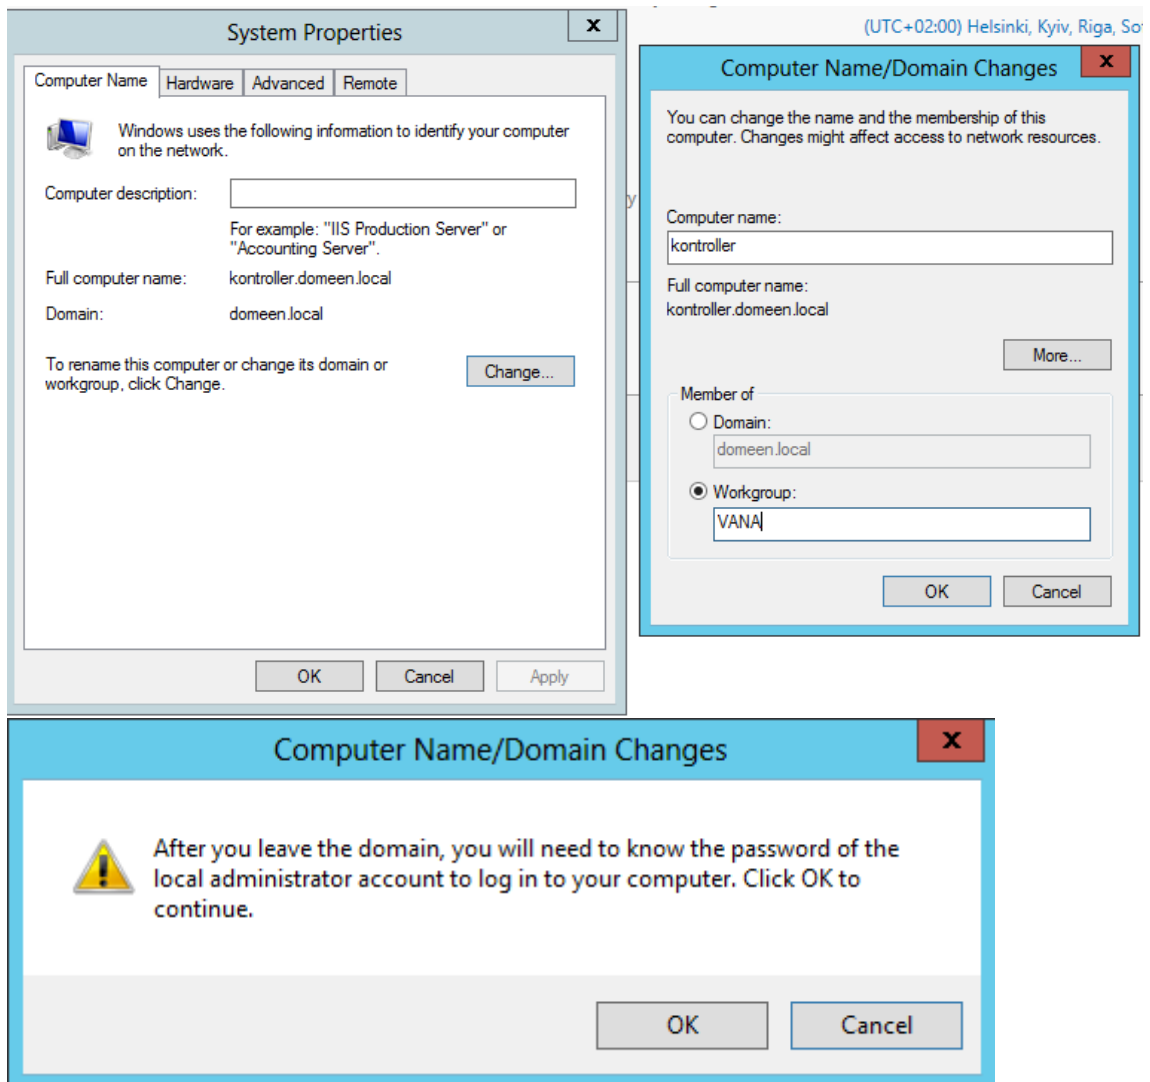 System Properties
x
Computer Name
Hardware
Advanced
Remote
Windows uses the following information to identify your computer
on the network.
Computer description:
For example: "IIS Production Server" or
"Accounting Server".
Full computer name: kontroller.domeen.local
Domain: domeen.local
To rename this computer or change its domain or
workgroup, click Change.
Change...
OK
Cancel
Apply
(UTC+02:00) Helsinki, Kyiv, Riga,
Computer Name/Domain Changes
x
You can change the name and the membership of this
computer. Changes might affect access to network resources.
Computer name:
kontroller
Full computer name:
kontroller.domeen.local
More...
Member of
Domain:
domeen.local
Workgroup:
VANA
OK
Cancel
Computer Name/Domain Changes
x
After you leave the domain, you will need to know the password of the
local administrator account to log in to your computer. Click OK to
continue.
OK
Cancel